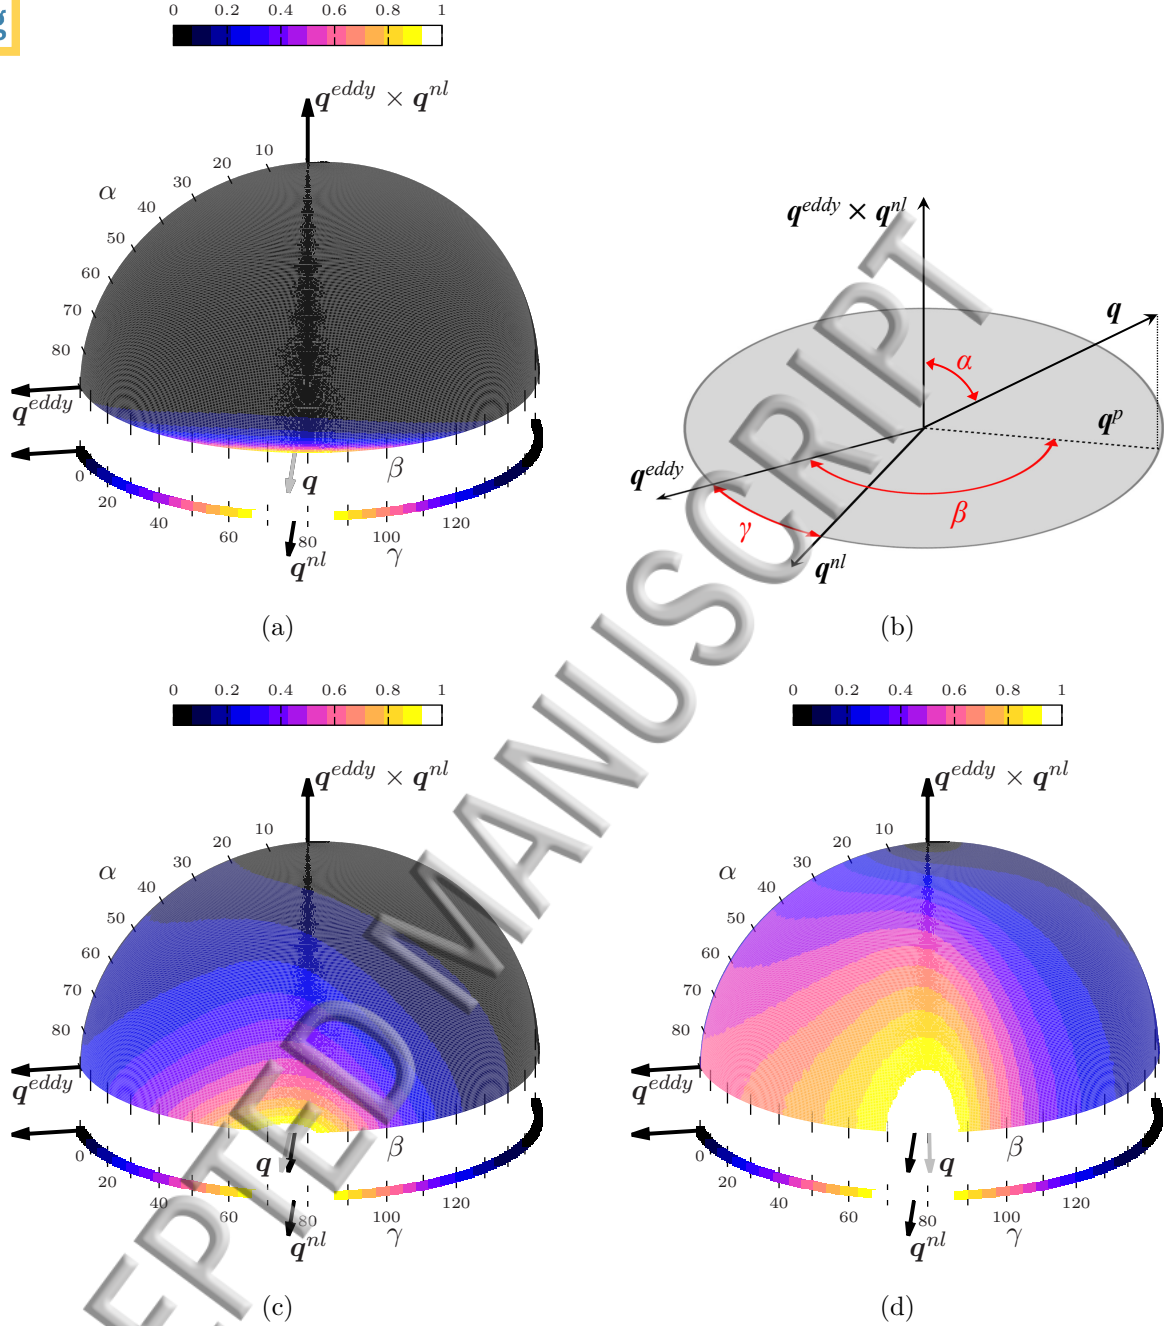 g
0 0.2 0.4 0.6 0.8 1
q^{eddy} × q^{nl}
α
10
20
30
40
50
60
70
80
q^{eddy}
q
β
0 20 40 60 80 100 120
q^{nl}
γ
(a)
q^{eddy} × q^{nl}
q
α
q^p
q^{eddy}
β
γ
q^{nl}
(b)
0 0.2 0.4 0.6 0.8 1
q^{eddy} × q^{nl}
α
10
20
30
40
50
60
70
80
q^{eddy}
q
β
0 20 40 60 80 100 120
q^{nl}
γ
(c)
0 0.2 0.4 0.6 0.8 1
q^{eddy} × q^{nl}
α
10
20
30
40
50
60
70
80
q^{eddy}
q
β
0 20 40 60 80 100 120
q^{nl}
γ
(d)
EPTED MANUSCRIPT